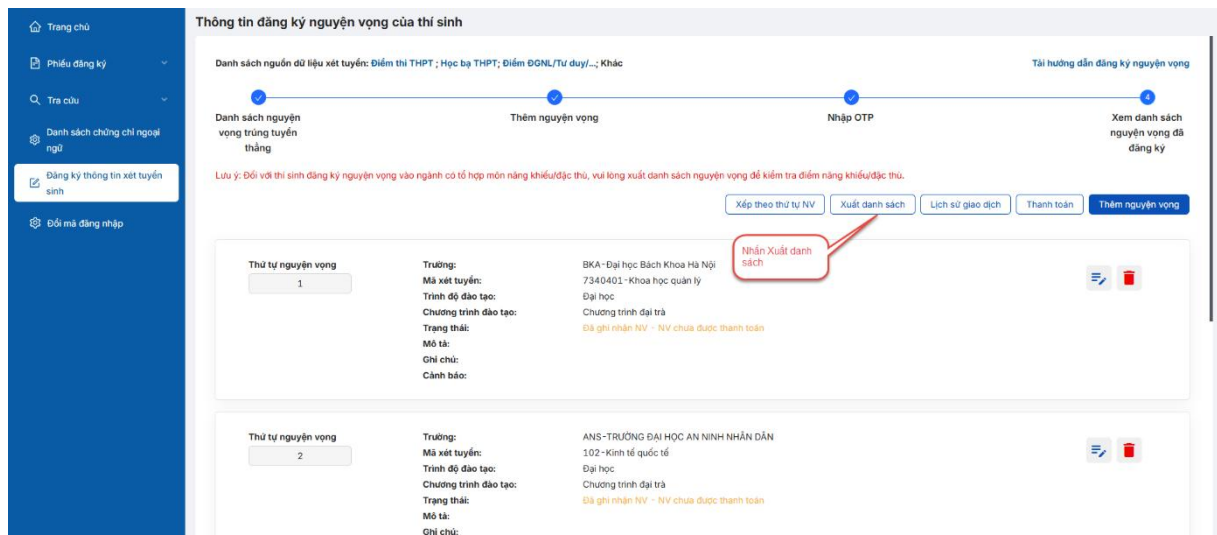 Trang chủ
Phiếu đăng ký
Tra cứu
Danh sách chứng chỉ ngoại
ngữ
Đăng ký thông tin xét tuyển
sinh
Đổi mã đăng nhập
Thông tin đăng ký nguyện vọng của thí sinh
Danh sách nguồn dữ liệu xét tuyển: Điểm thi THPT ; Học bạ THPT; Điểm ĐGNL/Tư duy/...; Khác
Tải hướng dẫn đăng ký nguyện vọng
4
Danh sách nguyện
vọng trúng tuyển
thẳng
Thêm nguyện vọng
Nhập OTP
Xem danh sách
nguyện vọng đã
đăng ký
Lưu ý: Đối với thí sinh đăng ký nguyện vọng vào ngành có tổ hợp môn năng khiếu/đặc thù, vui lòng xuất danh sách nguyện vọng để kiểm tra điểm năng khiếu/đặc thù.
Xếp theo thứ tự NV
Xuất danh sách
Lịch sử giao dịch
Thanh toán
Thêm nguyện vọng
Nhấn Xuất danh
sách
Thứ tự nguyện vọng
1
Trường: BKA-Đại học Bách Khoa Hà Nội
Mã xét tuyển: 7340401-Khoa học quản lý
Trình độ đào tạo: Đại học
Chương trình đào tạo: Chương trình đại trà
Trạng thái: Đã ghi nhận NV - NV chưa được thanh toán
Mô tả:
Ghi chú:
Cảnh báo:
Thứ tự nguyện vọng
2
Trường: ANS-TRƯỜNG ĐẠI HỌC AN NINH NHÂN DÂN
Mã xét tuyển: 102-Kinh tế quốc tế
Trình độ đào tạo: Đại học
Chương trình đào tạo: Chương trình đại trà
Trạng thái: Đã ghi nhận NV - NV chưa được thanh toán
Mô tả:
Ghi chú: